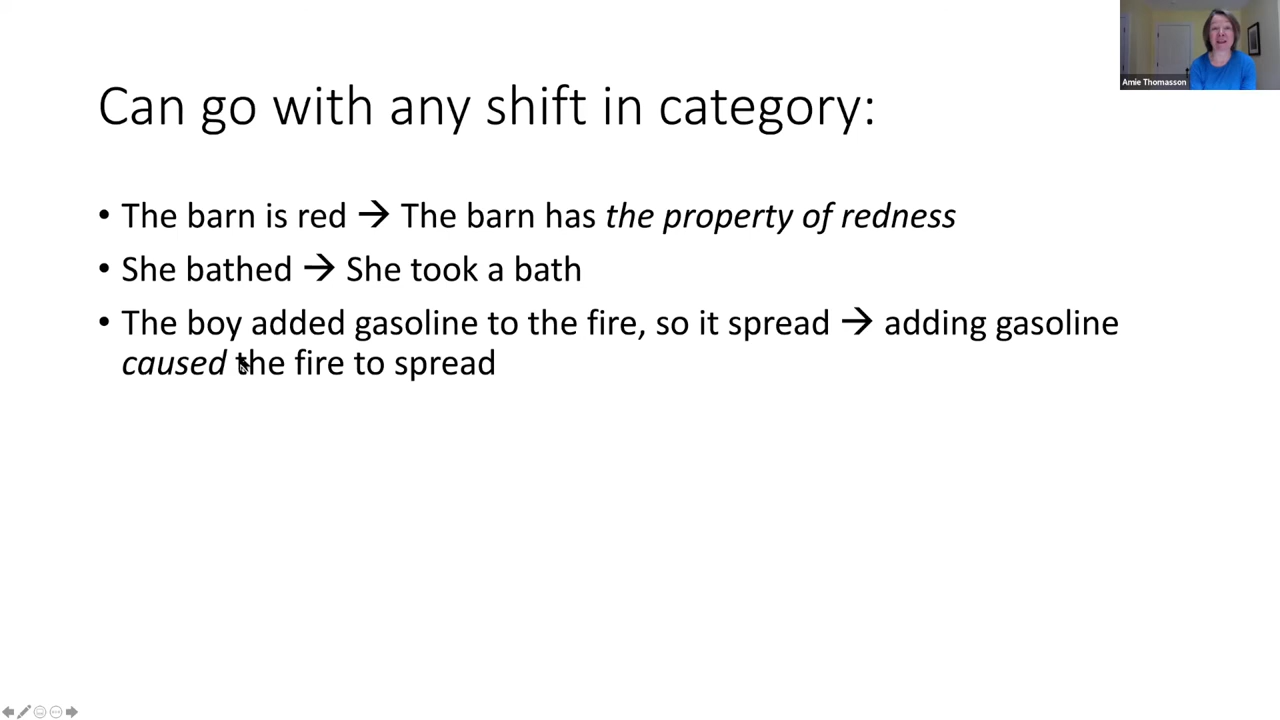 Amie Thomasson
Can go with any shift in category:
• The barn is red → The barn has the property of redness
• She bathed → She took a bath
• The boy added gasoline to the fire, so it spread → adding gasoline
caused the fire to spread